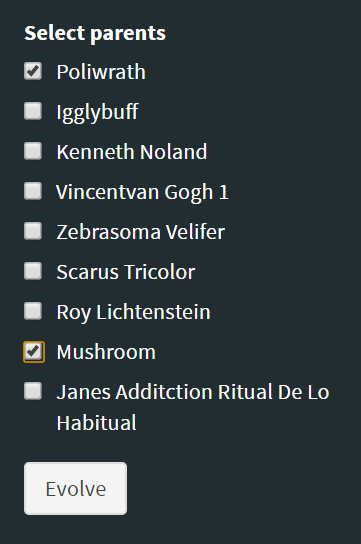 Select parents
Poliwrath
Igglybuff
Kenneth Noland
Vincentvan Gogh 1
Zebrasoma Velifer
Scarus Tricolor
Roy Lichtenstein
Mushroom
Janes Additction Ritual De Lo
Habitual
Evolve